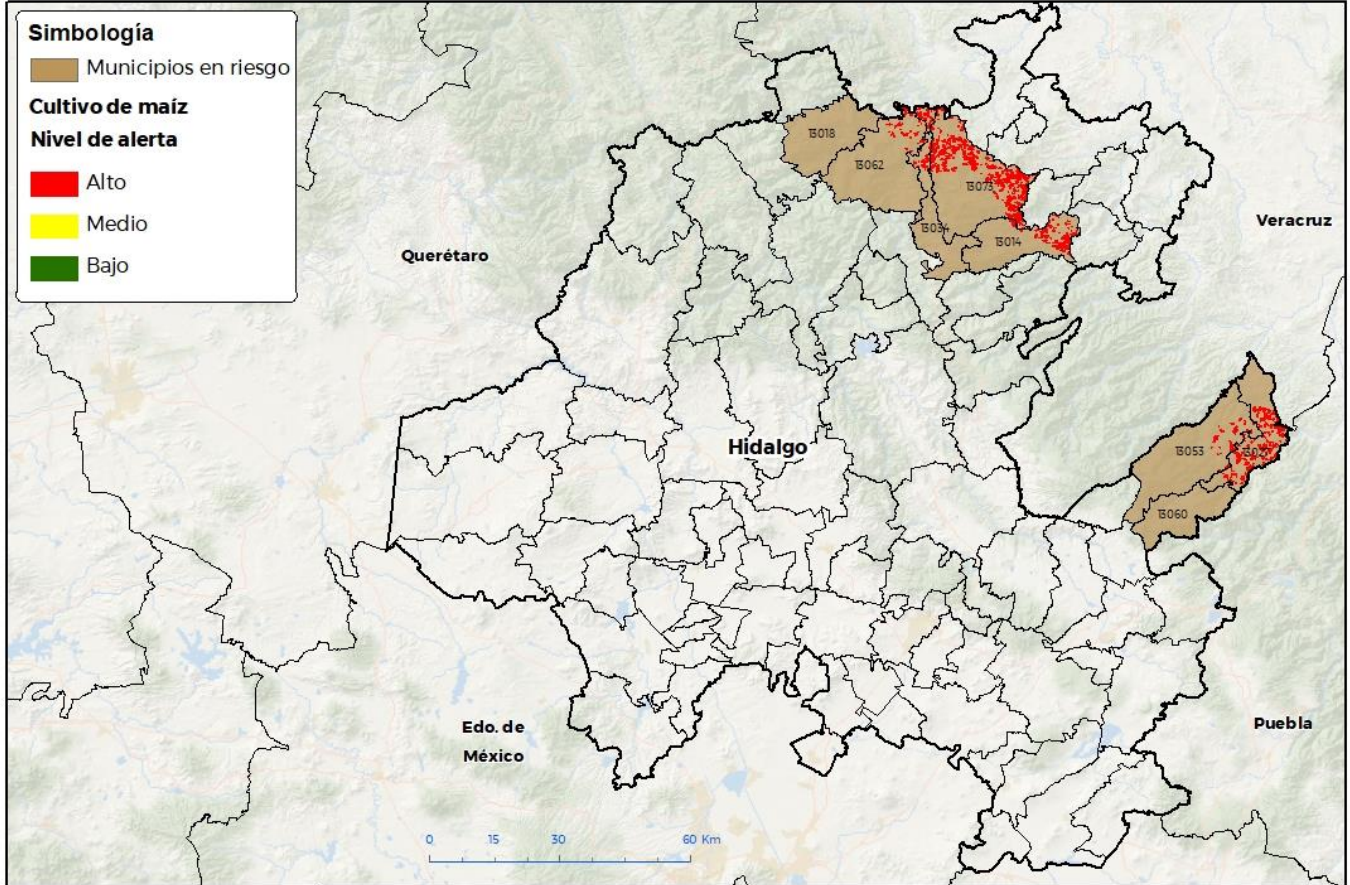 Simbología
Municipios en riesgo
Cultivo de maíz
Nivel de alerta
Alto
Medio
Bajo
13018
13062
13073
13034
13014
Veracruz
Querétaro
Hidalgo
13053
13060
Edo. de
México
Puebla
0 15 30 60 Km